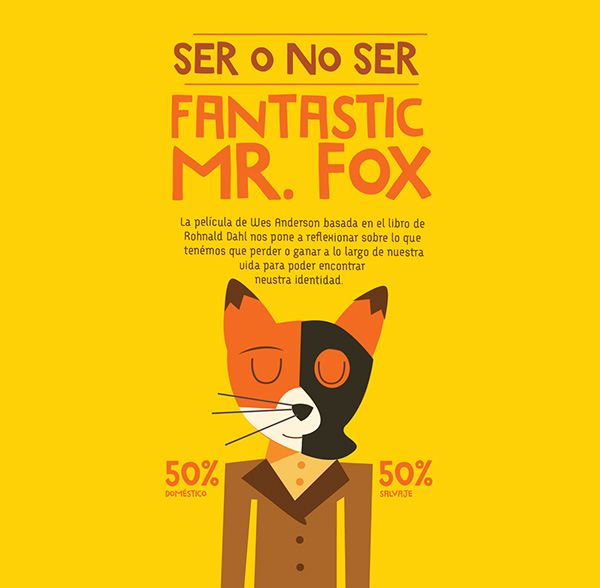 SER O NO SER
FANTASTIC
MR. FOX
La película de Wes Anderson basada en el libro de
Rohnald Dahl nos pone a reflexionar sobre lo que
tenémos que perder o ganar a lo largo de nuestra
vida para poder encontrar
neustra identidad.
50%
DOMÉSTICO
50%
SALVAJE